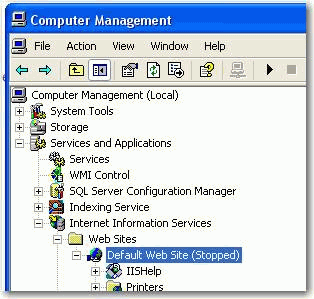 Computer Management
File Action View Window Help
Computer Management (Local)
System Tools
Storage
Services and Applications
Services
WMI Control
SQL Server Configuration Manager
Indexing Service
Internet Information Services
Web Sites
Default Web Site (Stopped)
IISHelp
Printers